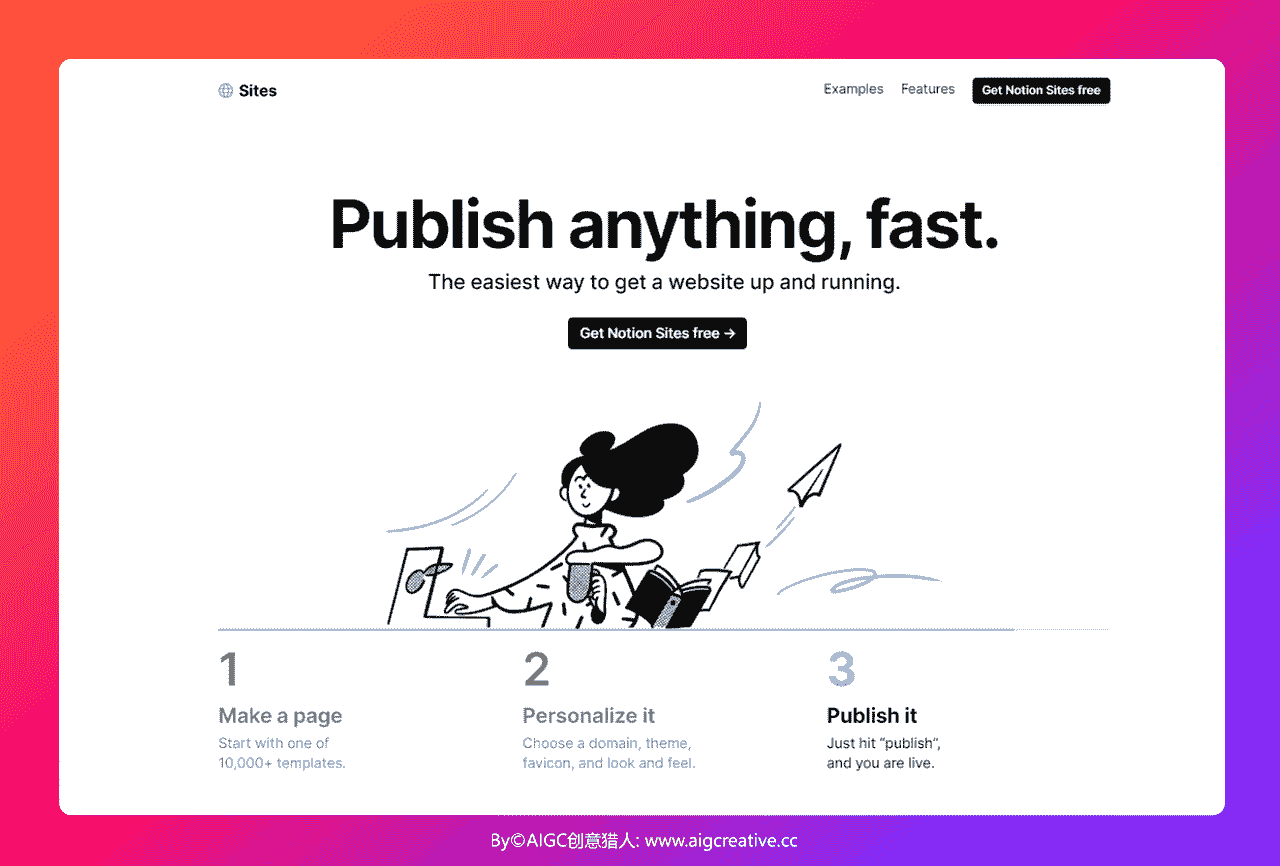 Sites
Examples
Features
Get Notion Sites free
Publish anything, fast.
The easiest way to get a website up and running.
Get Notion Sites free →
1
Make a page
Start with one of
10,000+ templates.
2
Personalize it
Choose a domain, theme,
favicon, and look and feel.
3
Publish it
Just hit “publish”,
and you are live.
By©AIGC创意猎人: www.aigcreative.cc